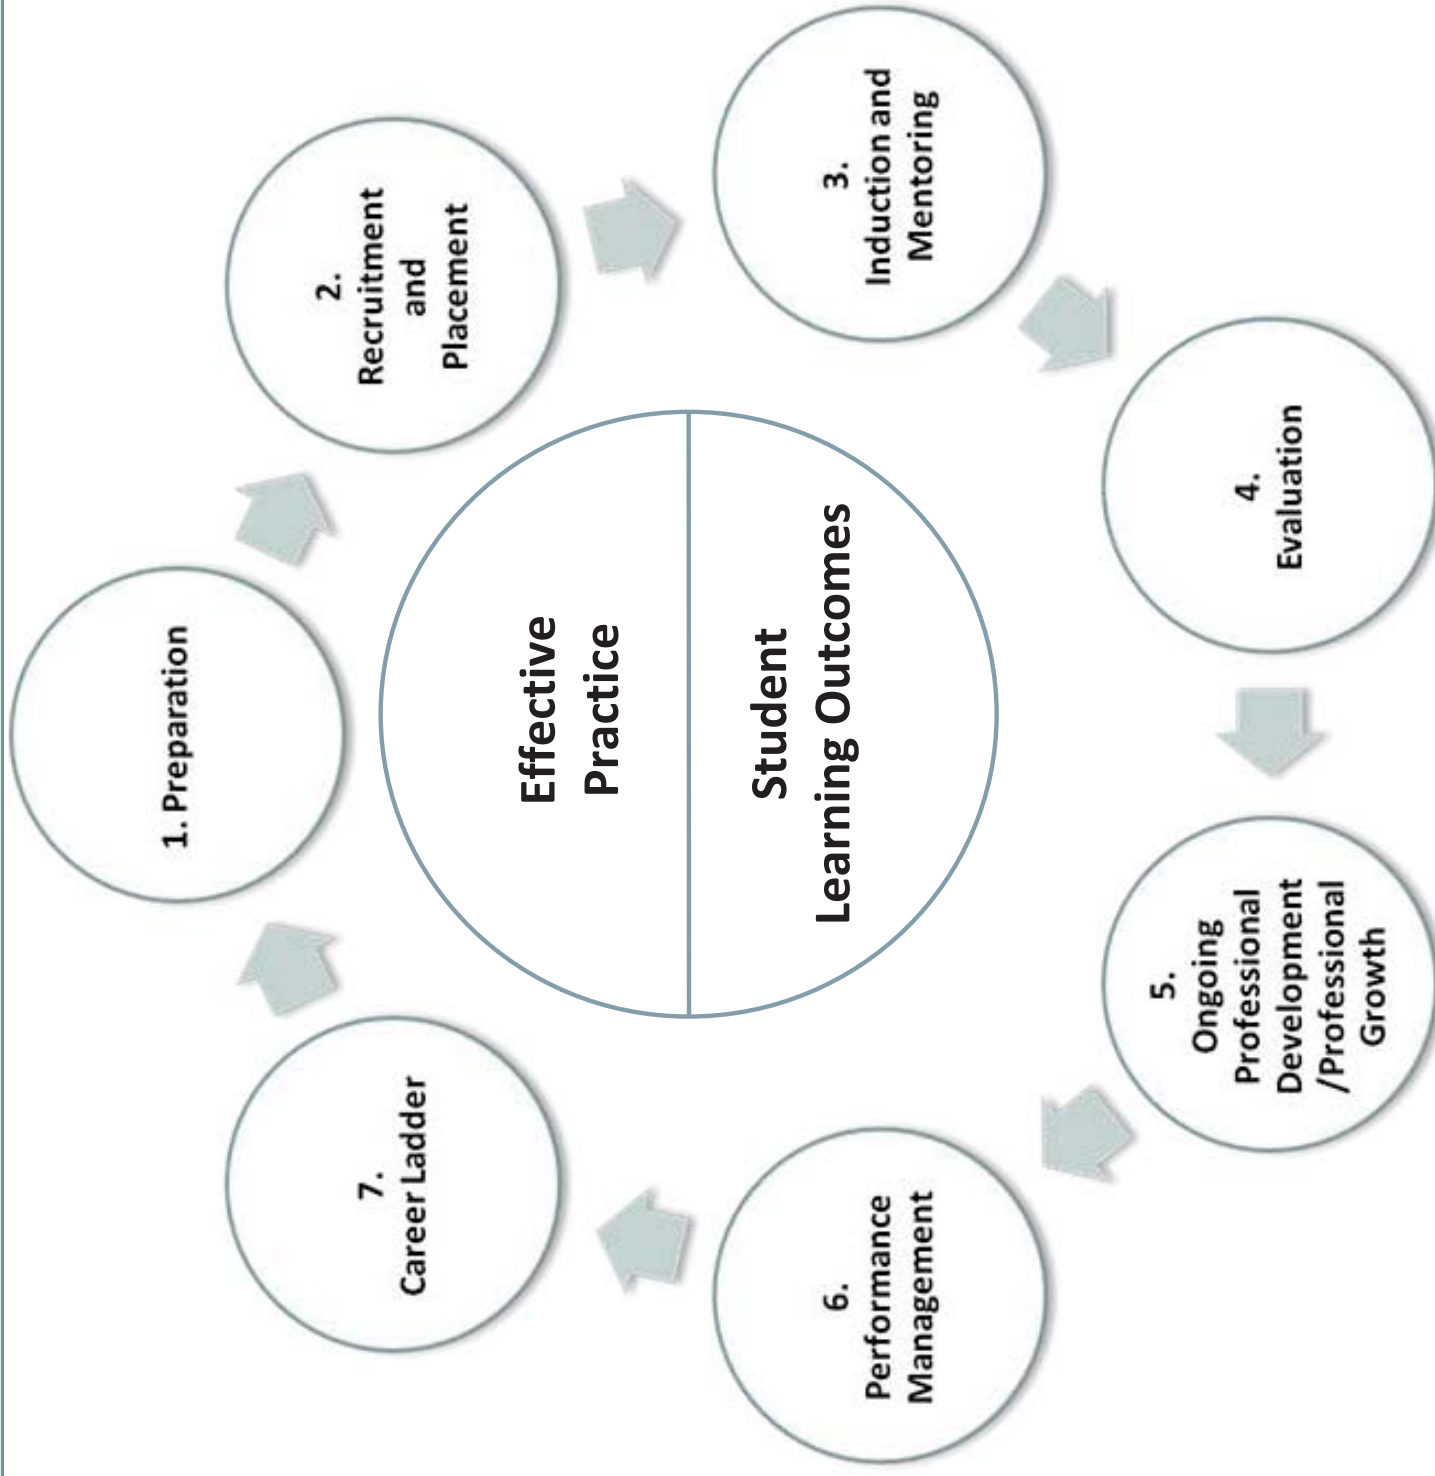 1. Preparation
2.
Recruitment
and
Placement
3.
Induction and
Mentoring
4.
Evaluation
5.
Ongoing
Professional
Development
/Professional
Growth
6.
Performance
Management
7.
Career Ladder
Effective
Practice
Student
Learning Outcomes